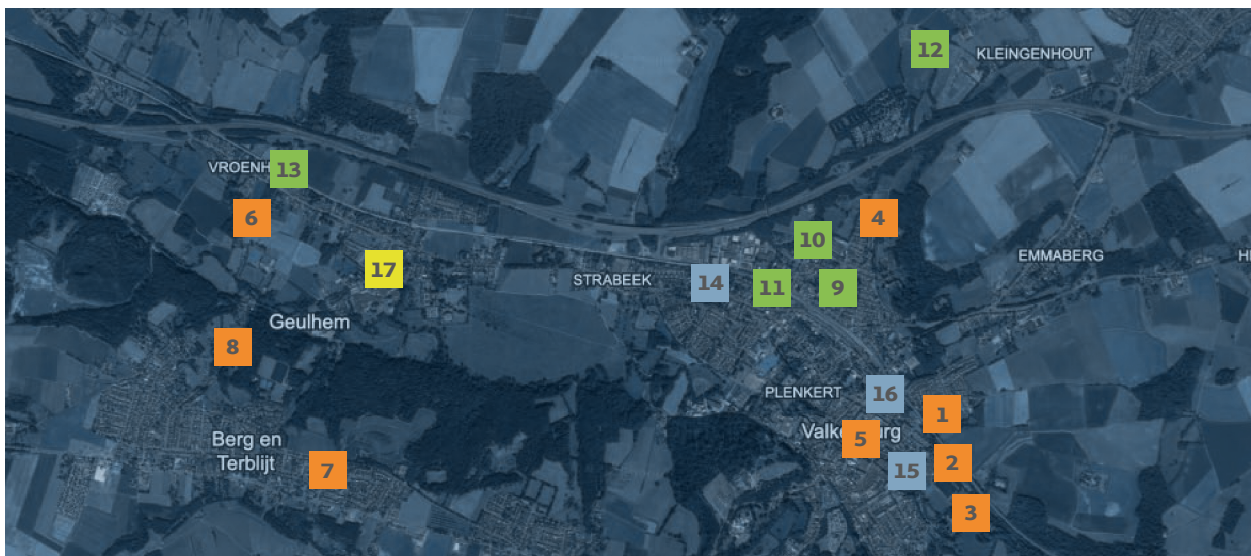 12
KLEINGENHOUT
VROENH
13
6
4
10
17
EMMABERG
H
STRABEEK
14
11
9
Geulhem
8
PLENKERT
16
1
Valke
5
urg
Berg en
Terblijt
7
15
2
3